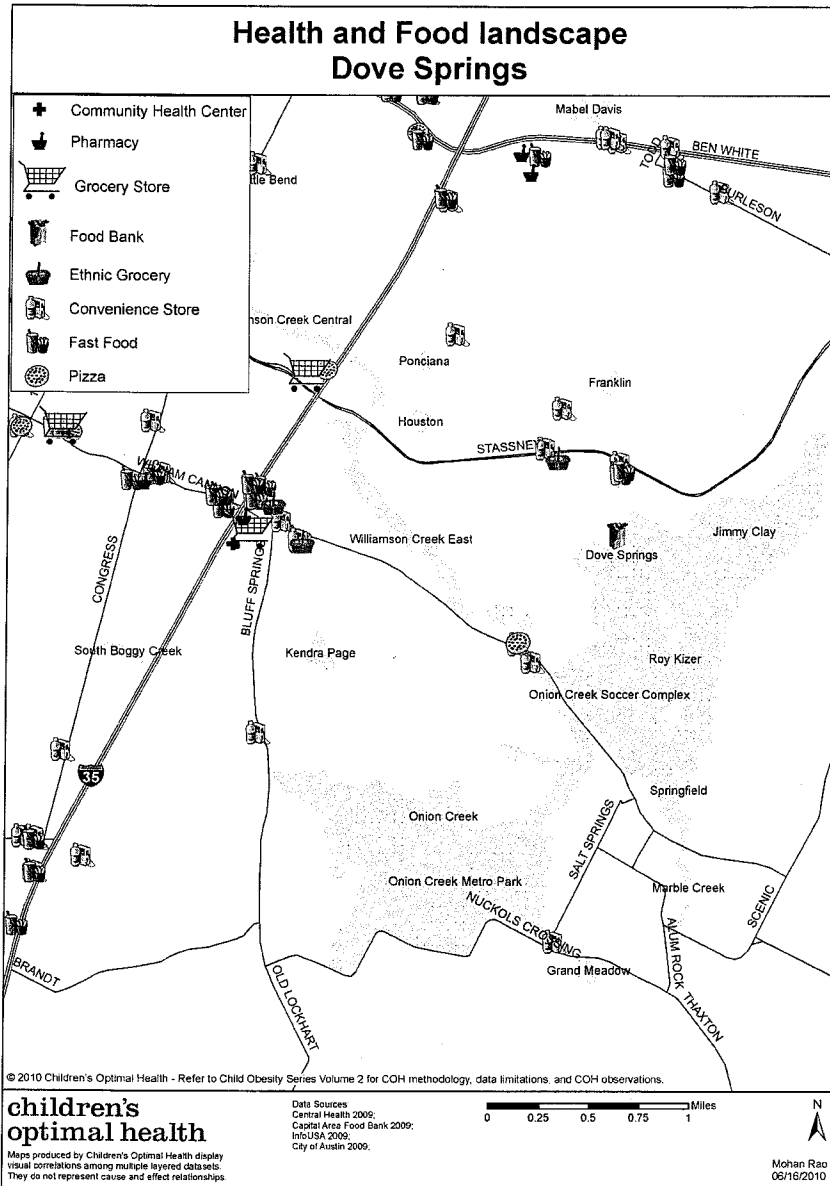 Health and Food landscape
Dove Springs
Community Health Center
Pharmacy
Grocery Store
Food Bank
Ethnic Grocery
Convenience Store
Fast Food
Pizza
Mabel Davis
BEN WHITE
TODD
BURLESON
ttle Bend
nson Creek Central
Ponciana
Franklin
Houston
STASSNEY
WILLIAM CANNON
Williamson Creek East
Jimmy Clay
Dove Springs
CONGRESS
BLUFF SPRINGS
South Boggy Creek
Kendra Page
Roy Kizer
Onion Creek Soccer Complex
35
Springfield
Onion Creek
SALT SPRINGS
Onion Creek Metro Park
Marble Creek
NUCKOLS CROSSING
SCENIC
ALUM ROCK
Grand Meadow
BRANDT
OLD LOCKHART
THAXTON
© 2010 Children's Optimal Health - Refer to Child Obesity Series Volume 2 for COH methodology, data limitations, and COH observations.
children's
optimal health
Maps produced by Children's Optimal Health display
visual correlations among multiple layered datasets.
They do not represent cause and effect relationships.
Data Sources
Central Health 2009;
Capital Area Food Bank 2009;
InfoUSA 2009;
City of Austin 2009;
Miles
0 0.25 0.5 0.75 1
N
Mohan Rao
06/16/2010